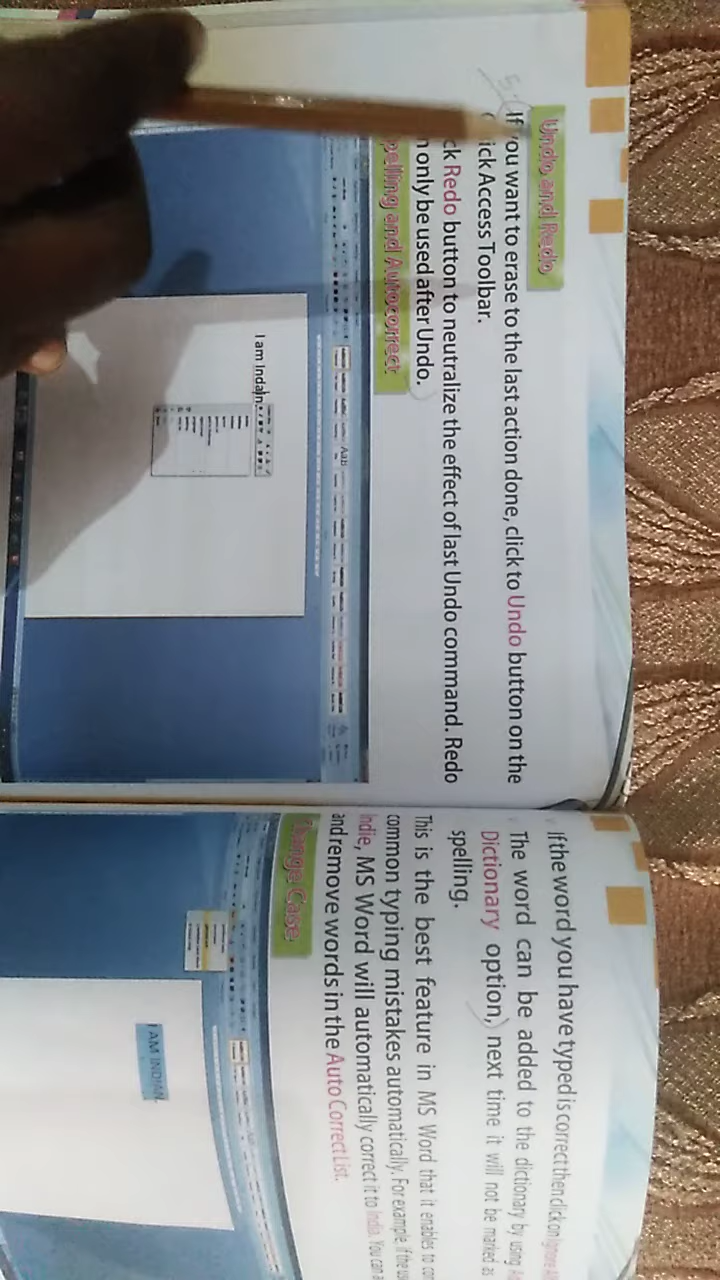 Undo and Redo
If you want to erase to the last action done, click to Undo button on the
ick Access Toolbar.
ck Redo button to neutralize the effect of last Undo command. Redo
n only be used after Undo.
pelling and Autocorrect
I am Indain
If the word you have typed is correct then click on Ignore
The word can be added to the dictionary by using
Dictionary option, next time it will not be marked as
spelling.
This is the best feature in MS Word that it enables to
common typing mistakes automatically. For example, if the
Indie, MS Word will automatically correct it to India. You can
and remove words in the Auto Correct List.
Change Case
I AM INDIAN